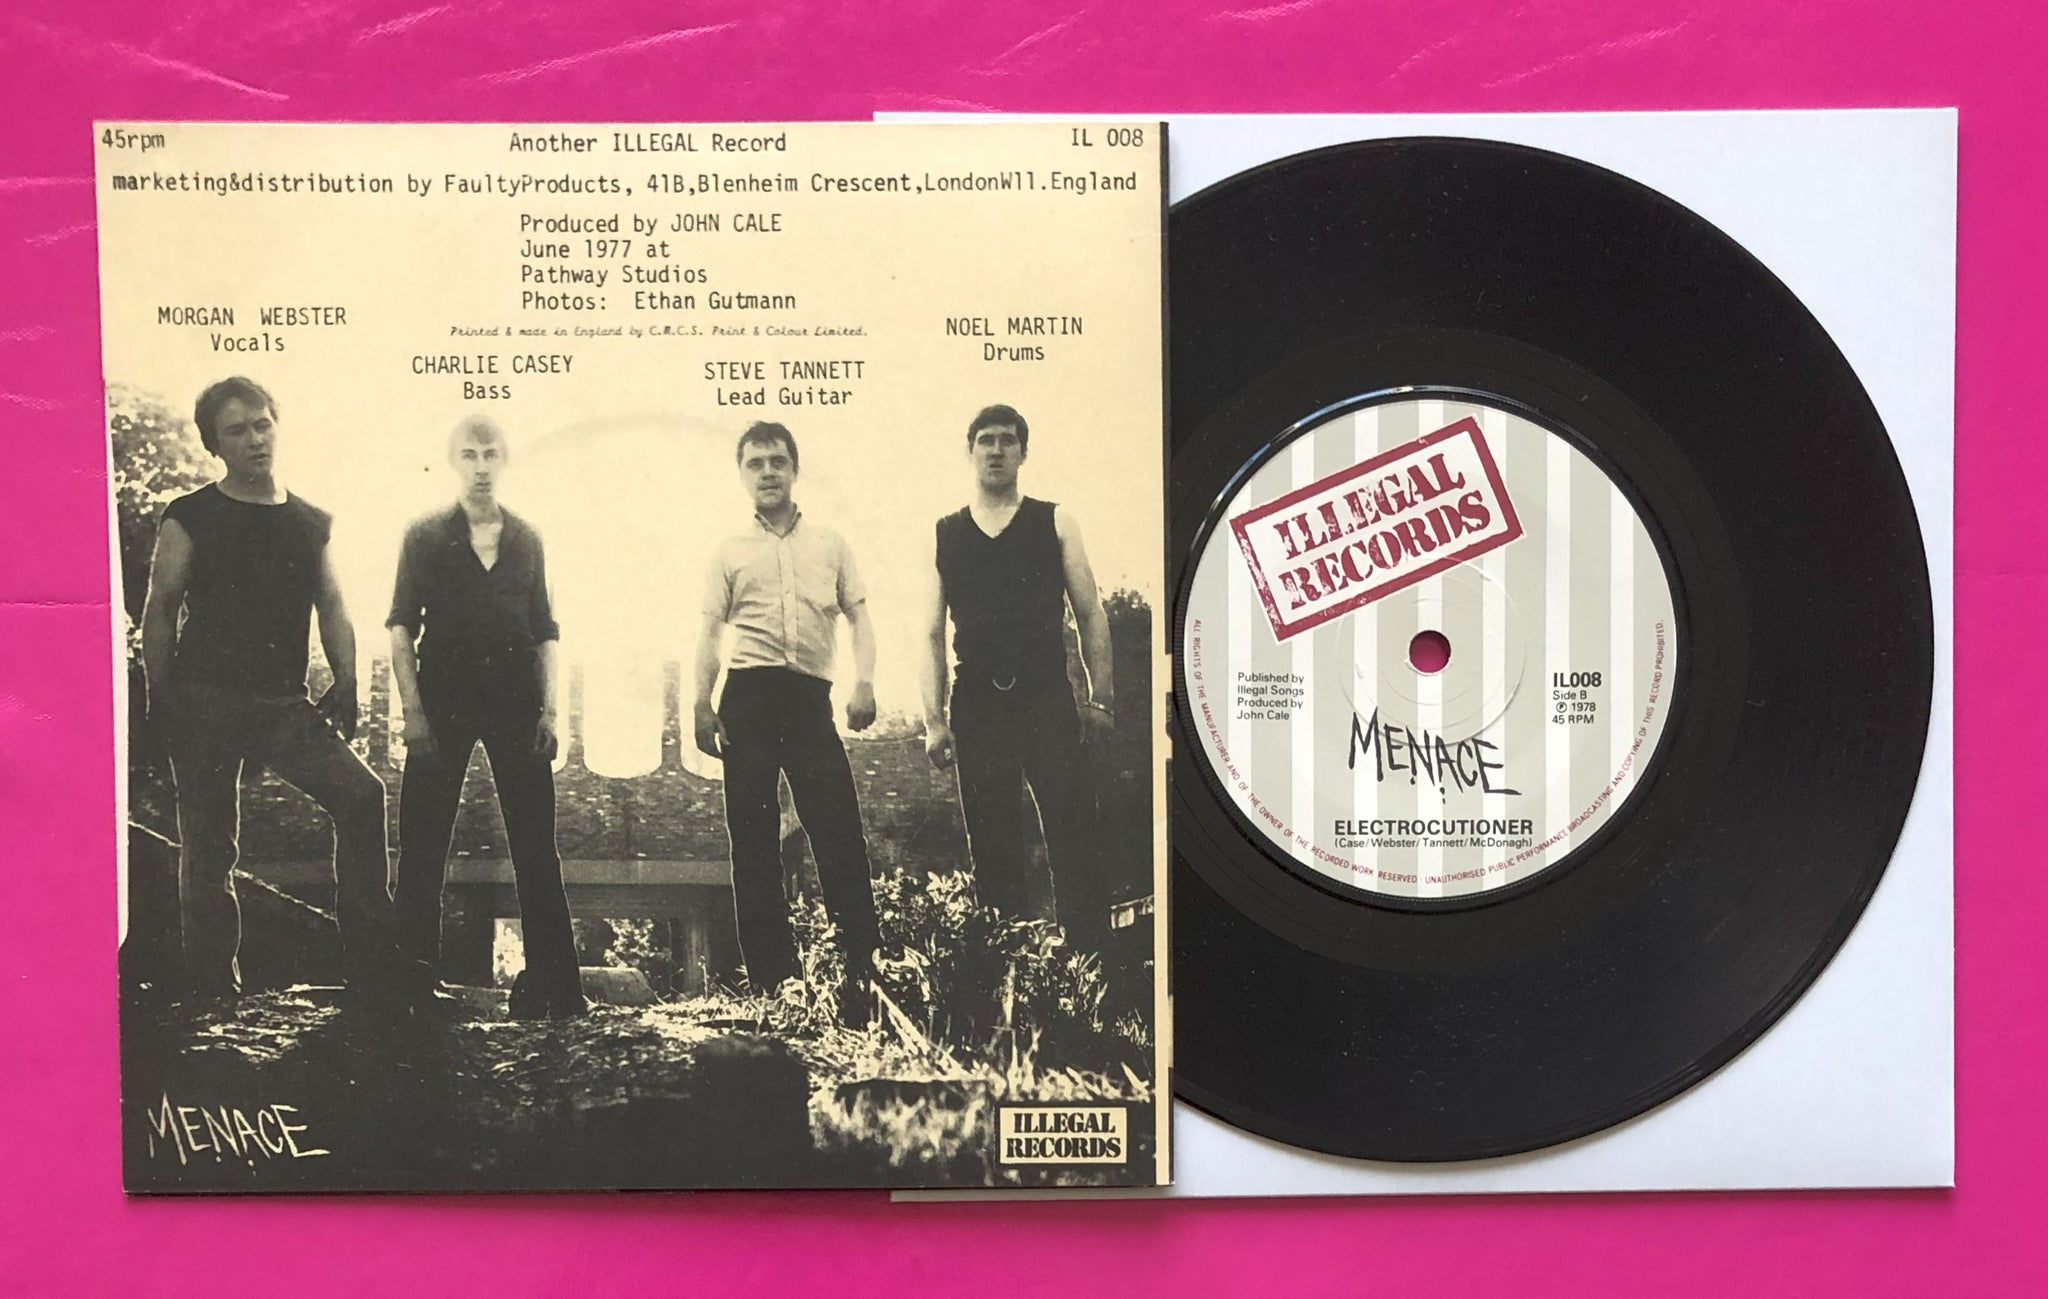 45rpm
Another ILLEGAL Record
IL 008
marketing&distribution by FaultyProducts, 41B,Blenheim Crescent,LondonW11.England
Produced by JOHN CALE
June 1977 at
Pathway Studios
Photos: Ethan Gutmann
Printed & made in England by C.M.C.S. Print & Colour Limited.
MORGAN WEBSTER
Vocals
CHARLIE CASEY
Bass
STEVE TANNETT
Lead Guitar
NOEL MARTIN
Drums
MENACE
ILLEGAL
RECORDS
ILLEGAL
RECORDS
Published by
Illegal Songs
Produced by
John Cale
IL008
Side B
℗ 1978
45 RPM
MENACE
ELECTROCUTIONER
(Case/Webster/Tannett/McDonagh)
ALL RIGHTS OF THE MANUFACTURER AND OF THE OWNER OF THE RECORDED WORK RESERVED · UNAUTHORISED PUBLIC PERFORMANCE BROADCASTING AND COPYING OF THIS RECORD PROHIBITED.